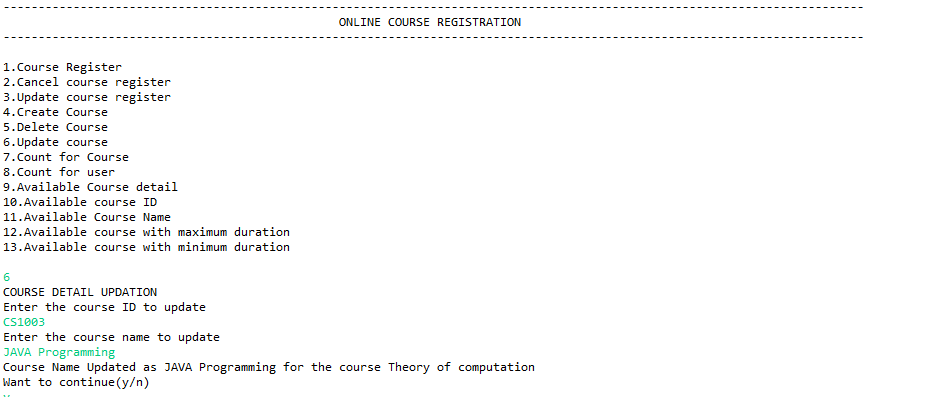 ONLINE COURSE REGISTRATION
1.Course Register
2.Cancel course register
3.Update course register
4.Create Course
5.Delete Course
6.Update course
7.Count for Course
8.Count for user
9.Available Course detail
10.Available course ID
11.Available Course Name
12.Available course with maximum duration
13.Available course with minimum duration
6
COURSE DETAIL UPDATION
Enter the course ID to update
CS1003
Enter the course name to update
JAVA Programming
Course Name Updated as JAVA Programming for the course Theory of computation
Want to continue(y/n)